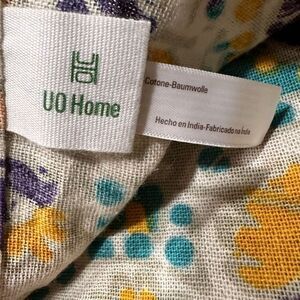 UO Home
Cotone-Baumwolle
Hecho en India-Fabricado na Índia